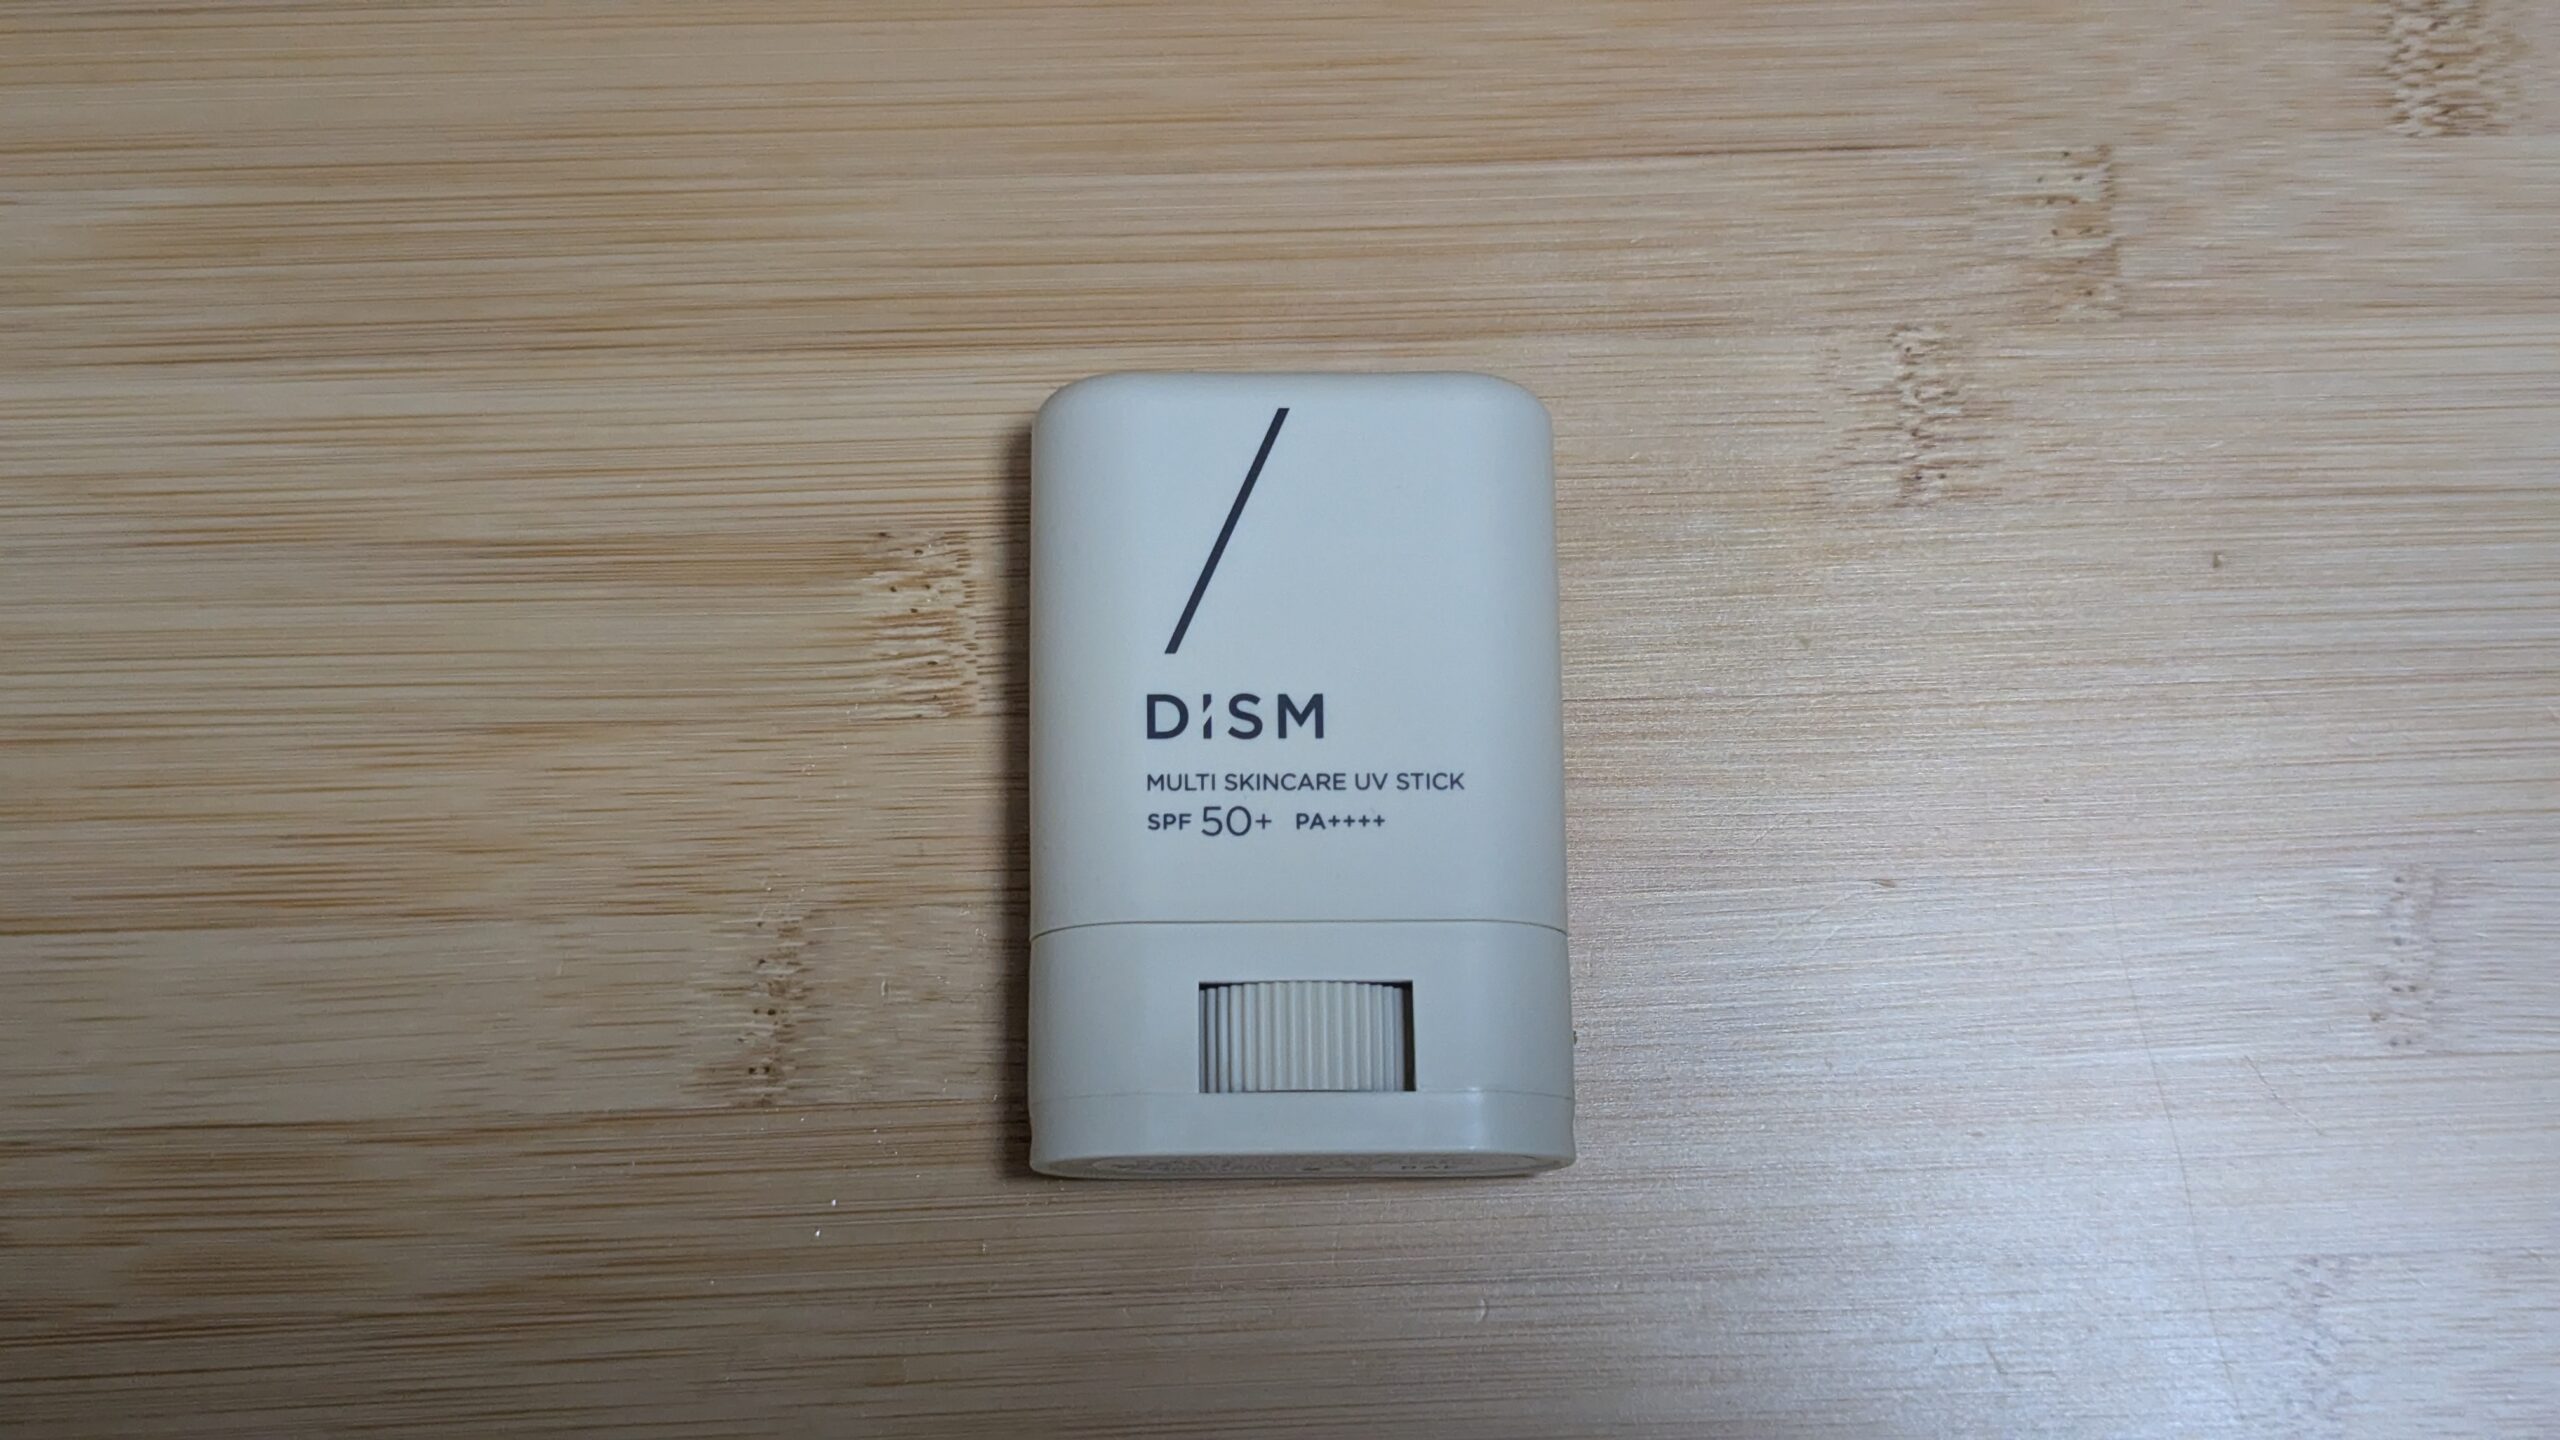 DISM
MULTI SKINCARE UV STICK
SPF 50+ PA++++